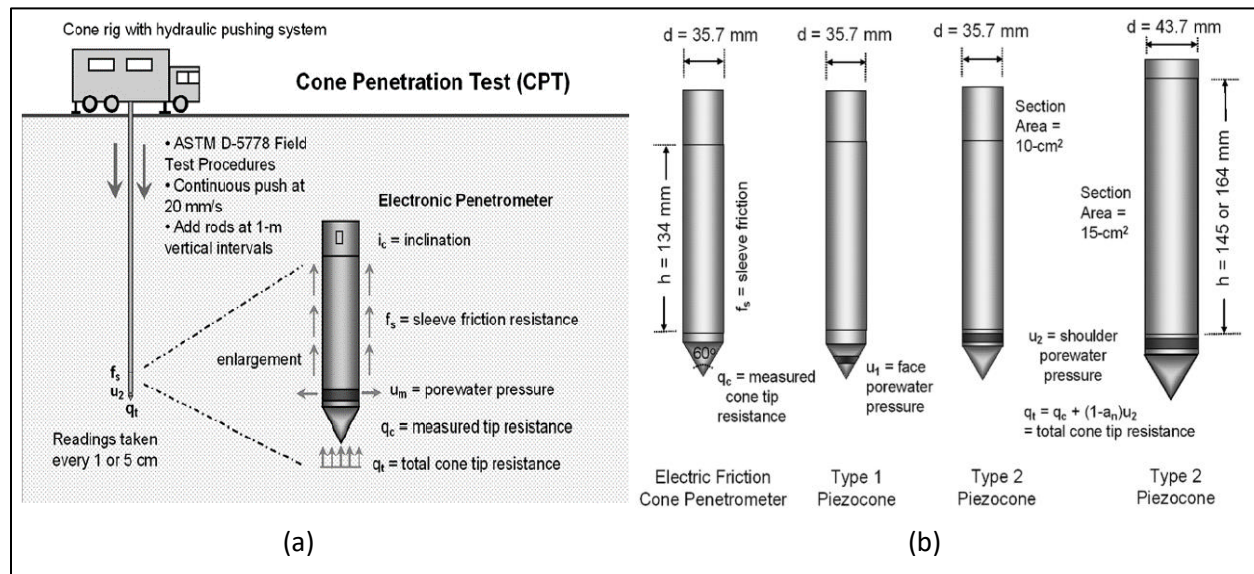 Cone rig with hydraulic pushing system
Cone Penetration Test (CPT)
• ASTM D-5778 Field
Test Procedures
• Continuous push at
20 mm/s
• Add rods at 1-m
vertical intervals
Electronic Penetrometer
i_c = inclination
f_s = sleeve friction resistance
enlargement
u_m = porewater pressure
q_c = measured tip resistance
q_t = total cone tip resistance
f_s
u_2
q_t
Readings taken
every 1 or 5 cm
(a)
d = 35.7 mm
d = 35.7 mm
d = 35.7 mm
d = 43.7 mm
h = 134 mm
f_s = sleeve friction
60º
q_c = measured
cone tip
resistance
u_1 = face
porewater
pressure
Section
Area =
10-cm²
Section
Area =
15-cm²
h = 145 or 164 mm
u_2 = shoulder
porewater
pressure
q_t = q_c + (1-a_n)u_2
= total cone tip resistance
Electric Friction
Cone Penetrometer
Type 1
Piezocone
Type 2
Piezocone
Type 2
Piezocone
(b)